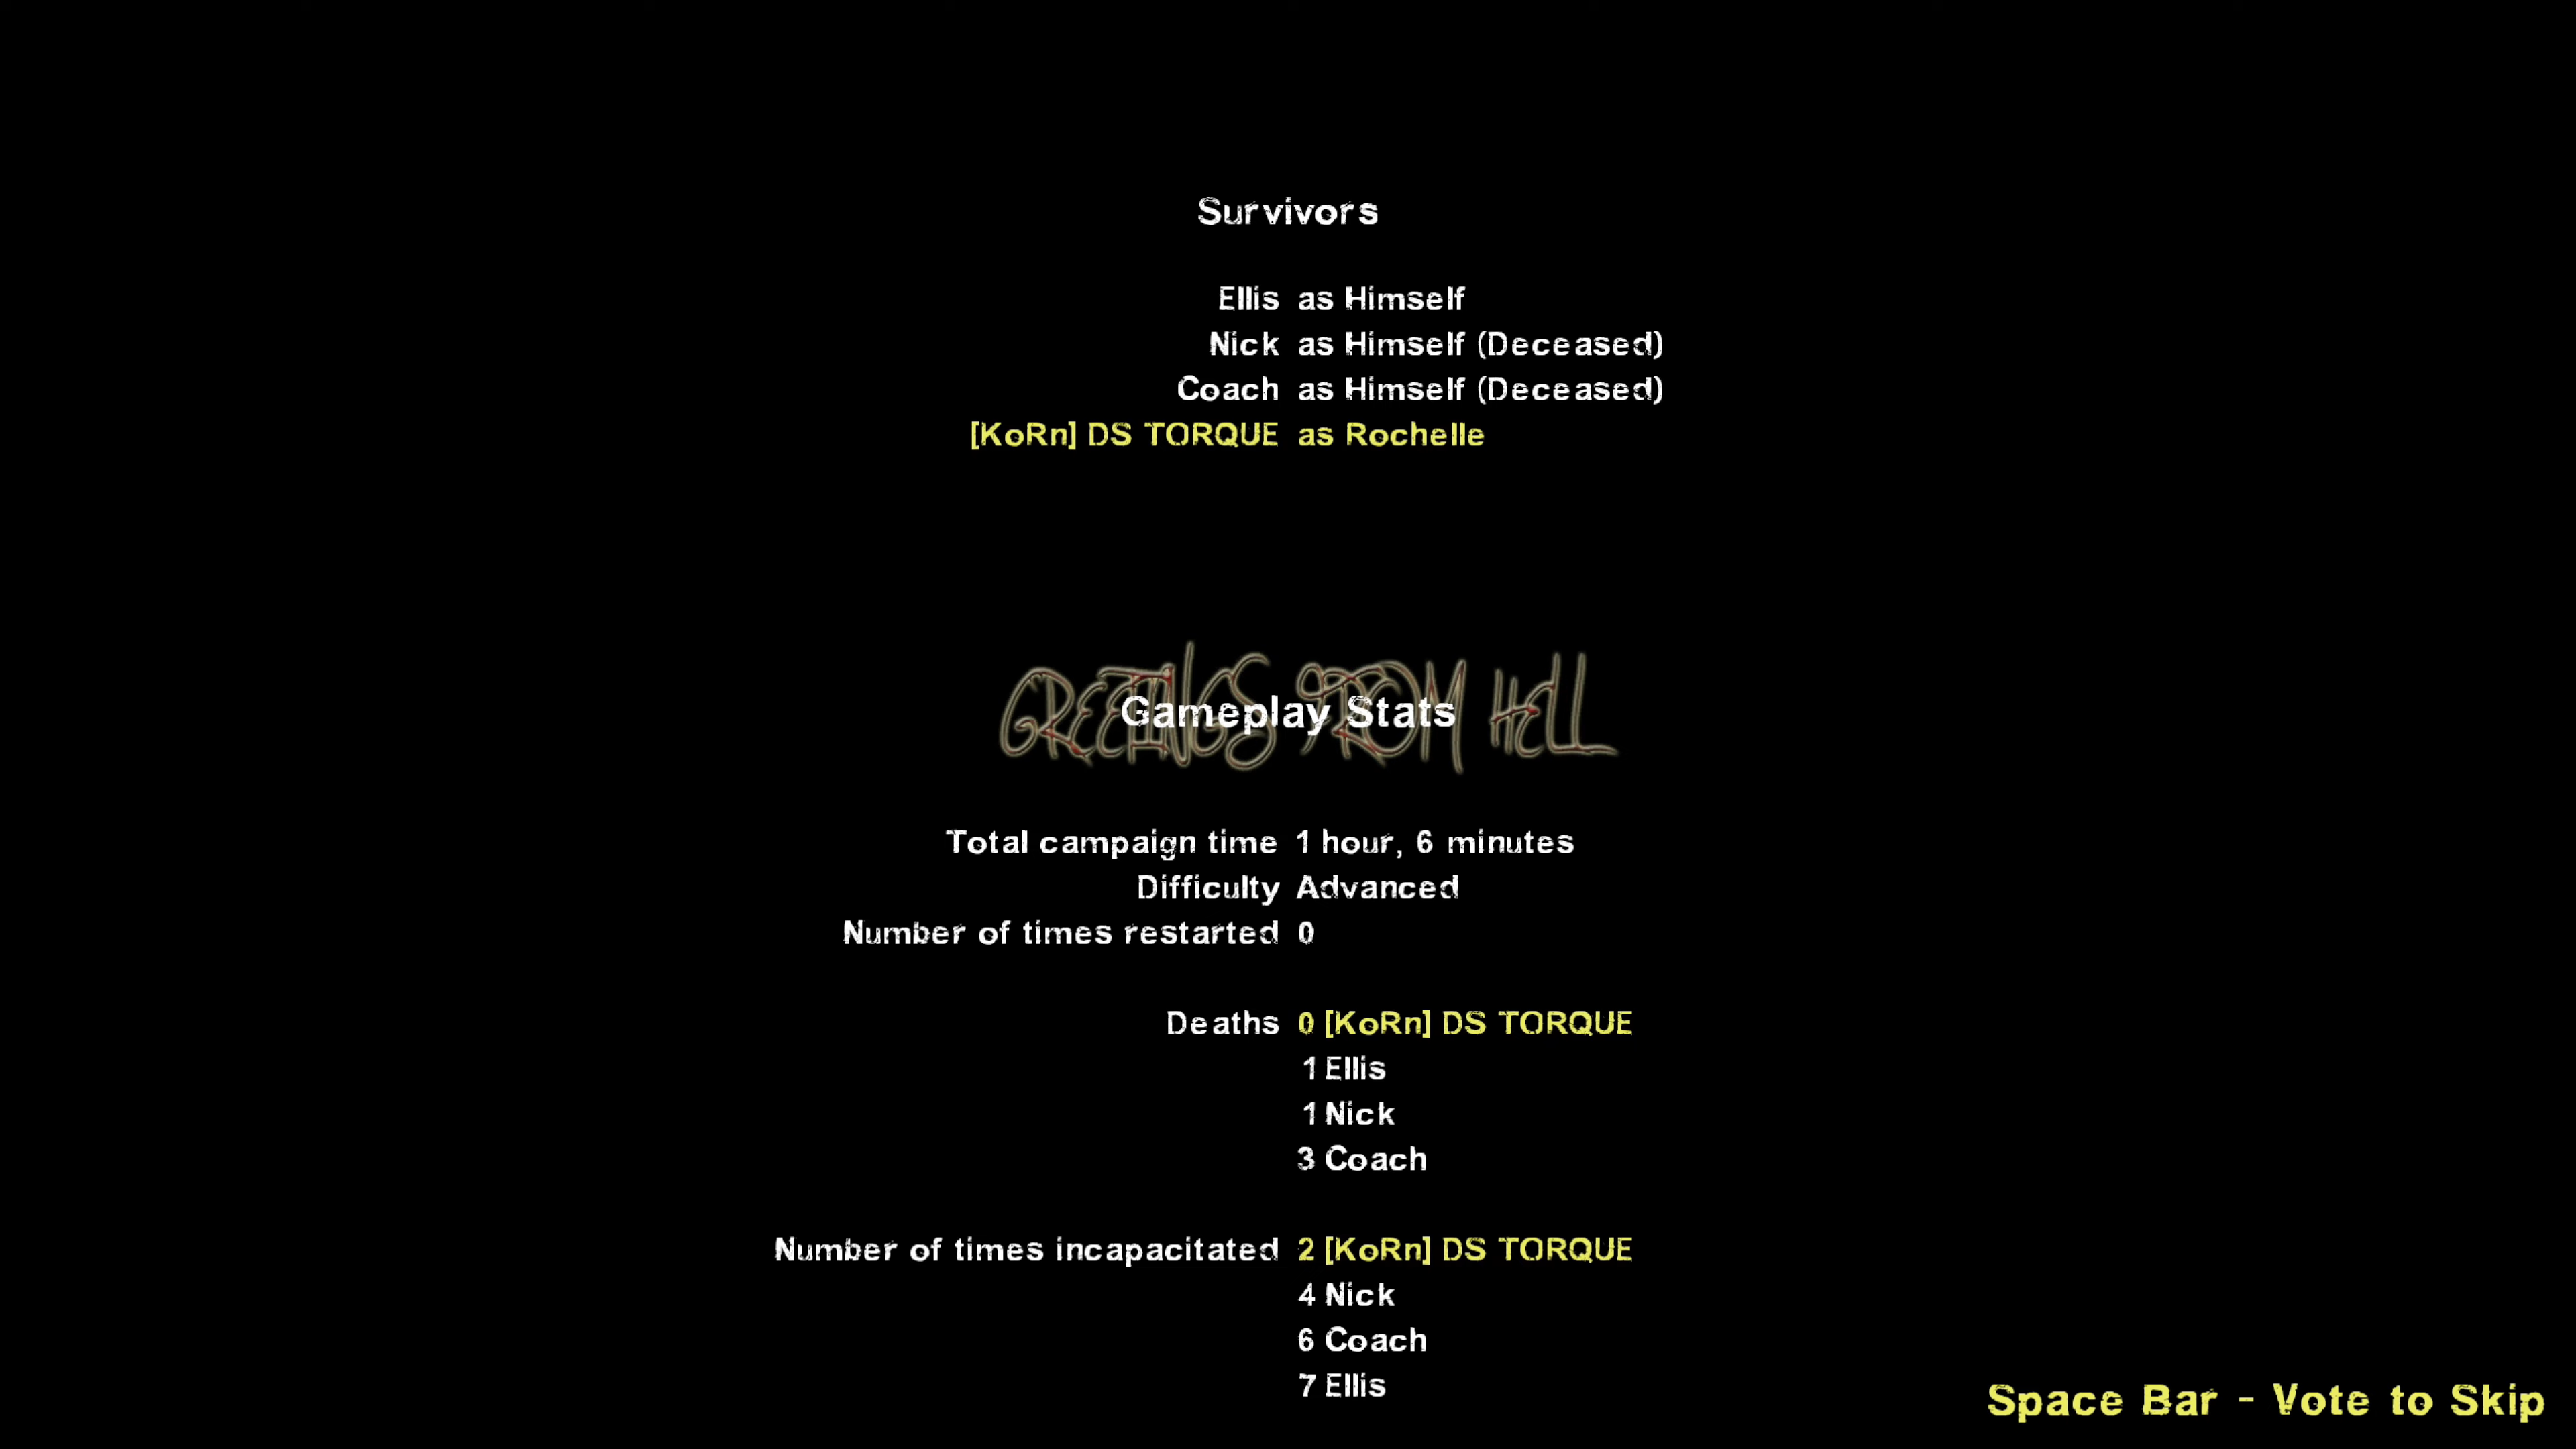 Survivors
Ellis as Himself
Nick as Himself (Deceased)
Coach as Himself (Deceased)
[KoRn] DS TORQUE as Rochelle
GREETINGS FROM HELL
Gameplay Stats
Total campaign time 1 hour, 6 minutes
Difficulty Advanced
Number of times restarted 0
Deaths 0 [KoRn] DS TORQUE
1 Ellis
1 Nick
3 Coach
Number of times incapacitated 2 [KoRn] DS TORQUE
4 Nick
6 Coach
7 Ellis
Space Bar - Vote to Skip